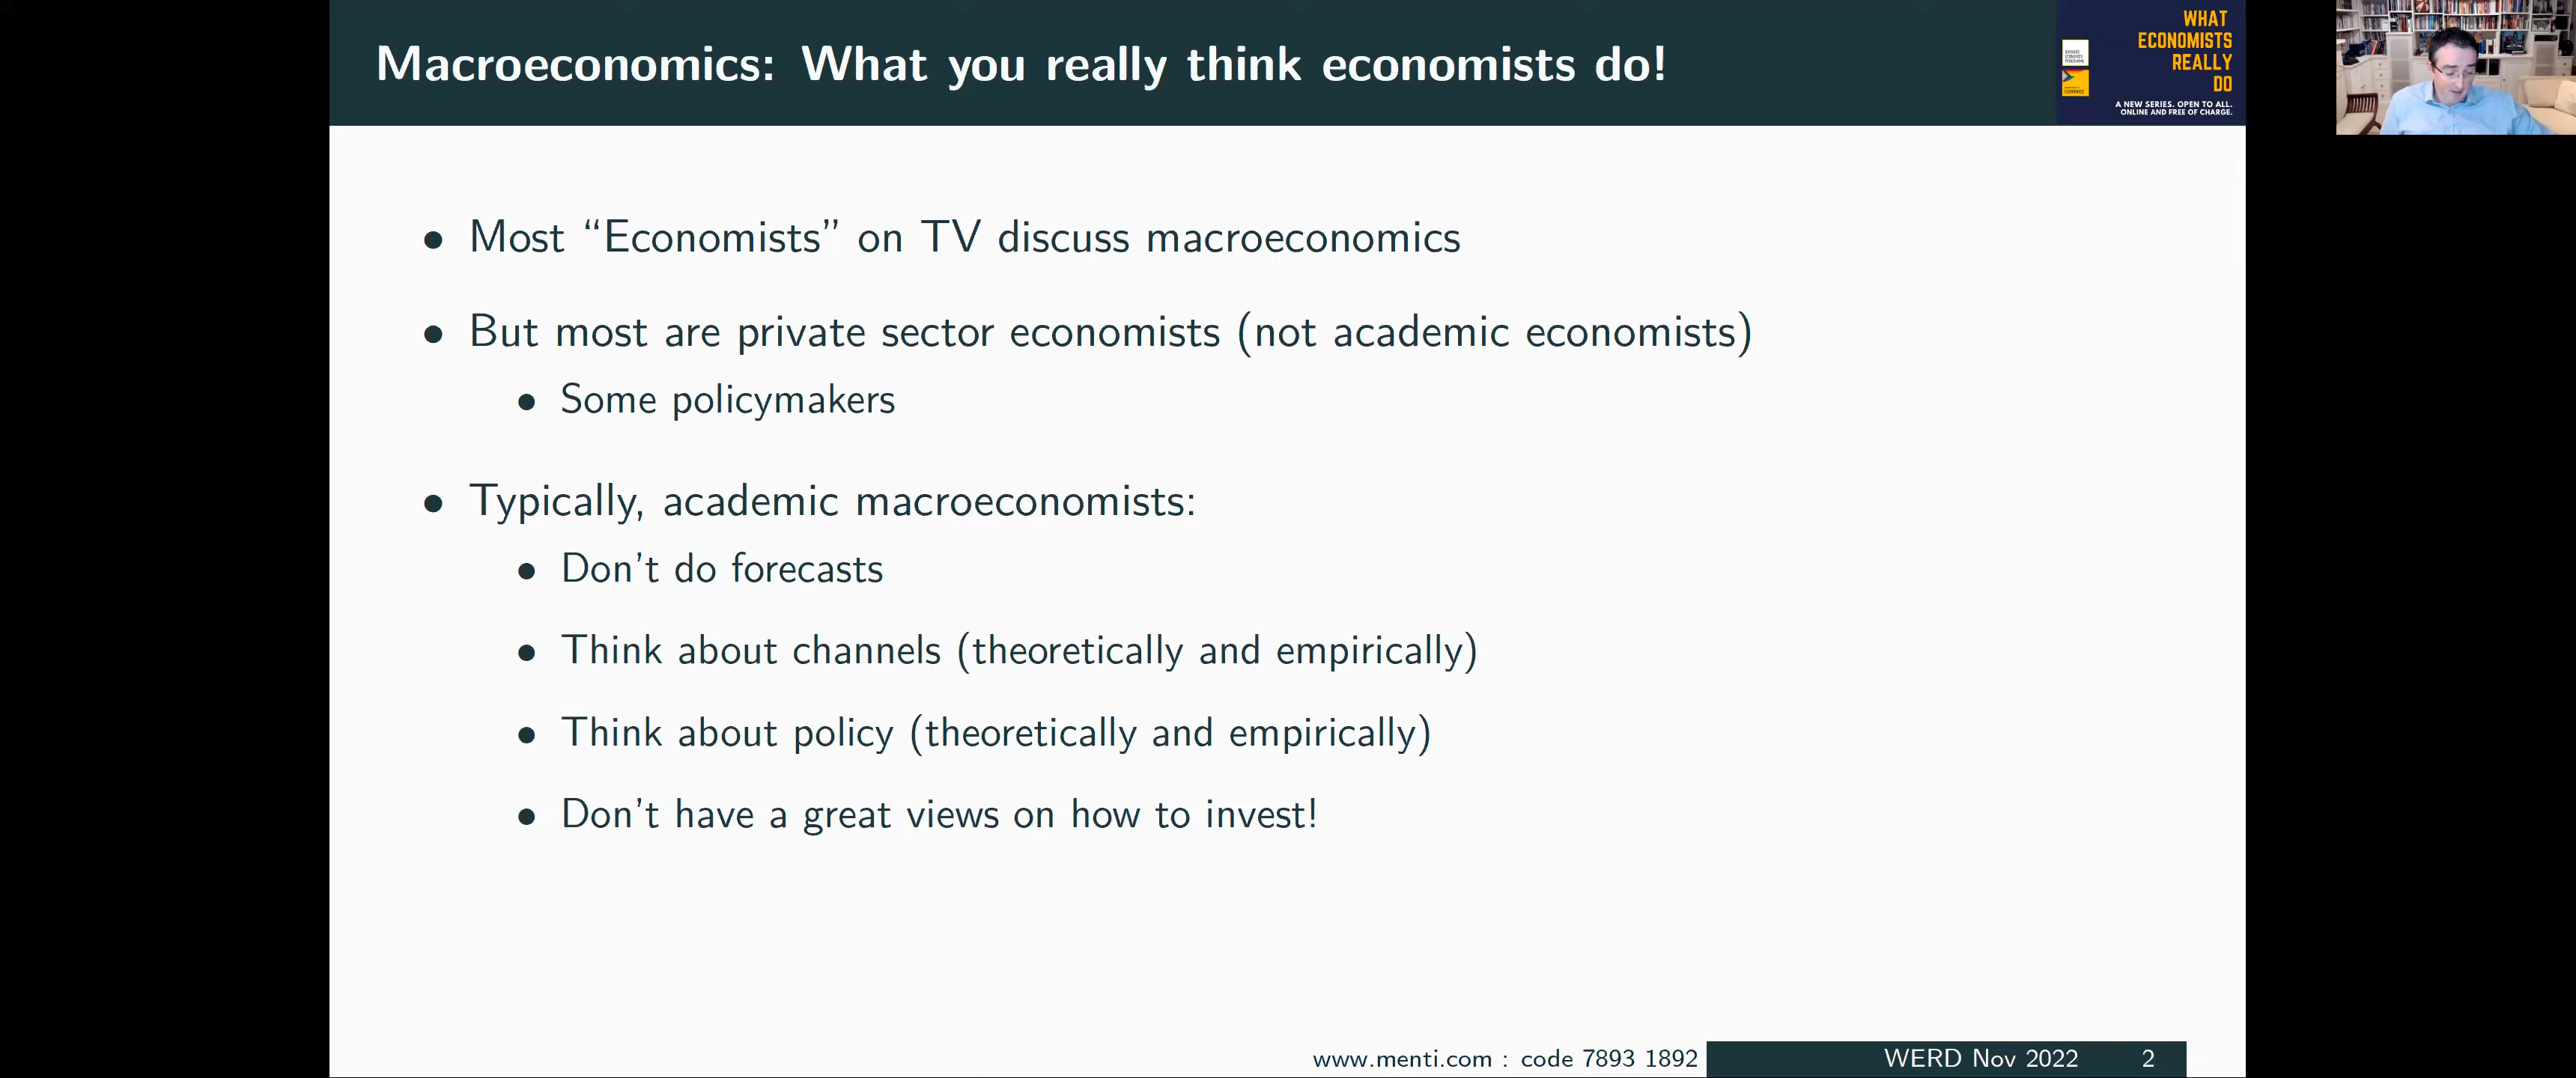 Macroeconomics: What you really think economists do!
WHAT
ECONOMISTS
REALLY
DO
A NEW SERIES. OPEN TO ALL.
ONLINE AND FREE OF CHARGE.
• Most “Economists” on TV discuss macroeconomics
• But most are private sector economists (not academic economists)
• Some policymakers
• Typically, academic macroeconomists:
• Don't do forecasts
• Think about channels (theoretically and empirically)
• Think about policy (theoretically and empirically)
• Don't have a great views on how to invest!
www.menti.com : code 7893 1892
WERD Nov 2022 2